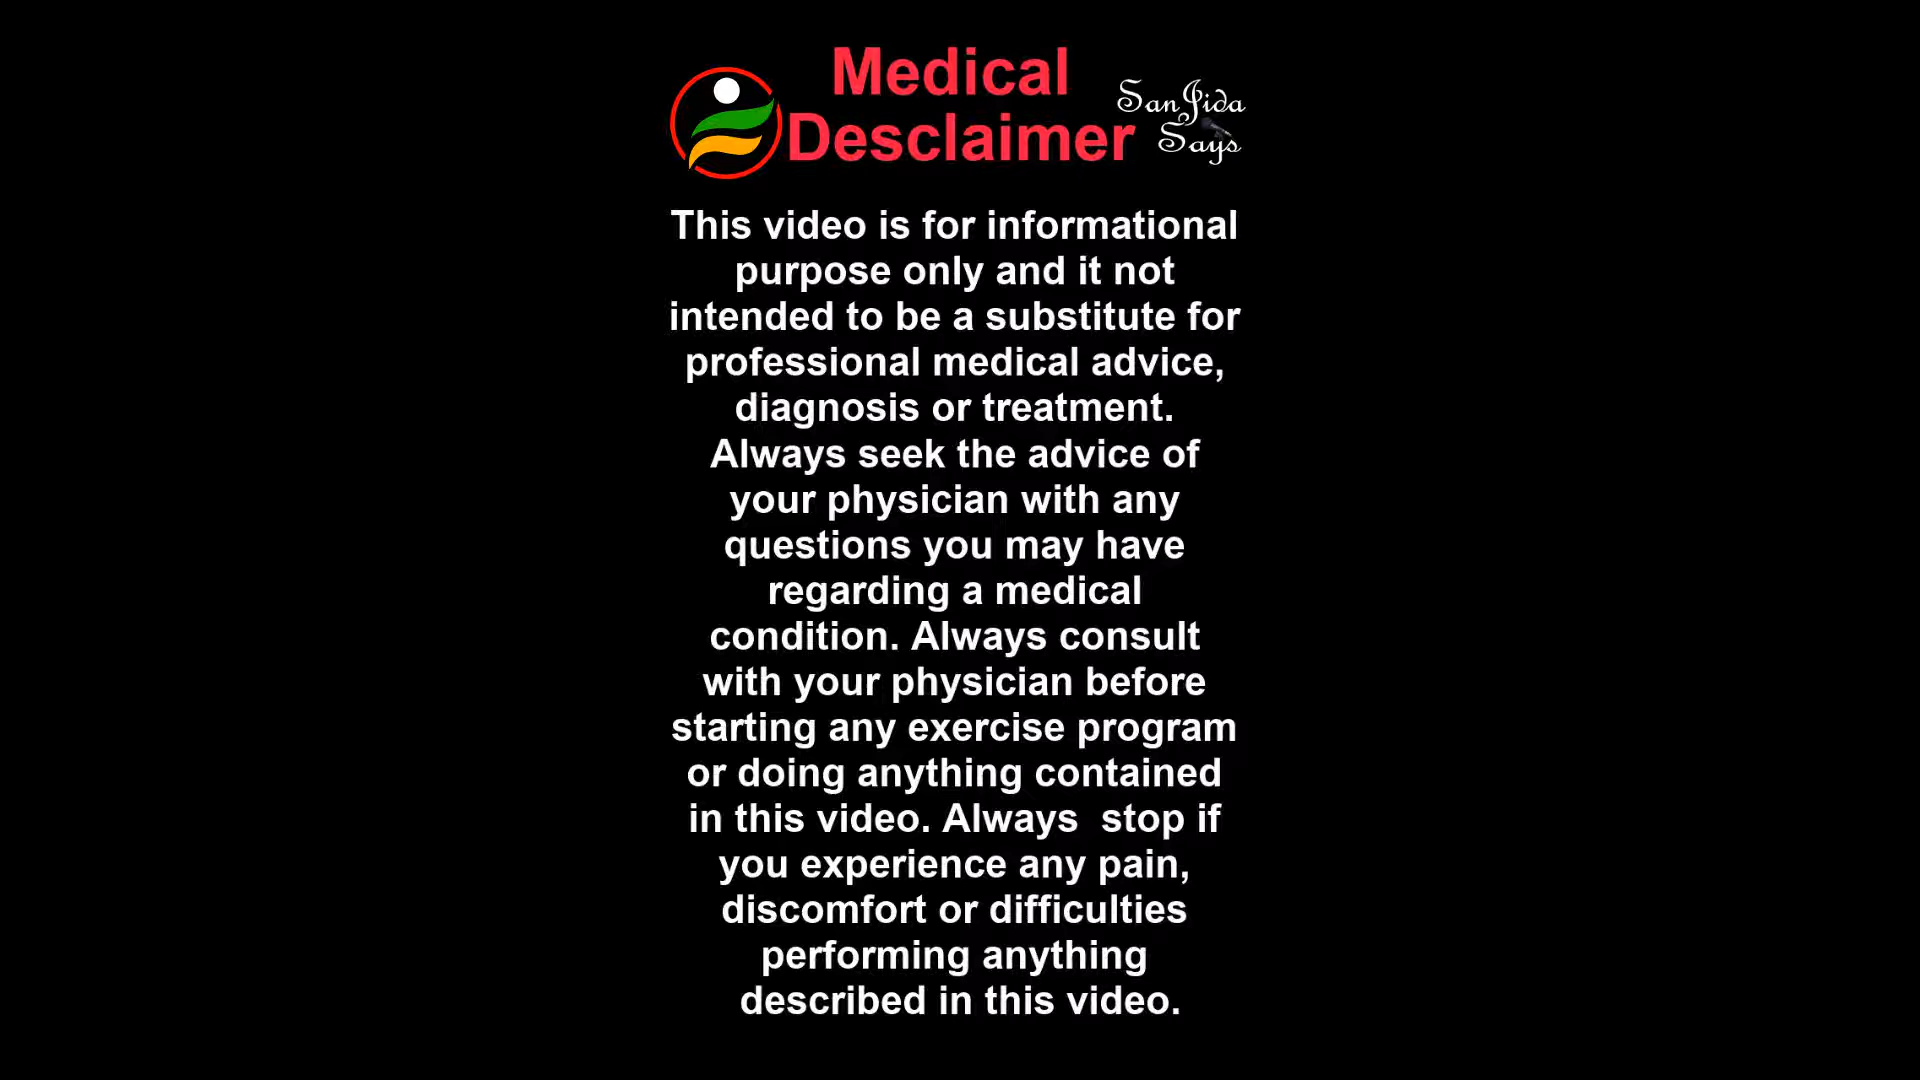 Medical
Desclaimer
SanJida
Says
This video is for informational
purpose only and it not
intended to be a substitute for
professional medical advice,
diagnosis or treatment.
Always seek the advice of
your physician with any
questions you may have
regarding a medical
condition. Always consult
with your physician before
starting any exercise program
or doing anything contained
in this video. Always  stop if
you experience any pain,
discomfort or difficulties
performing anything
described in this video.